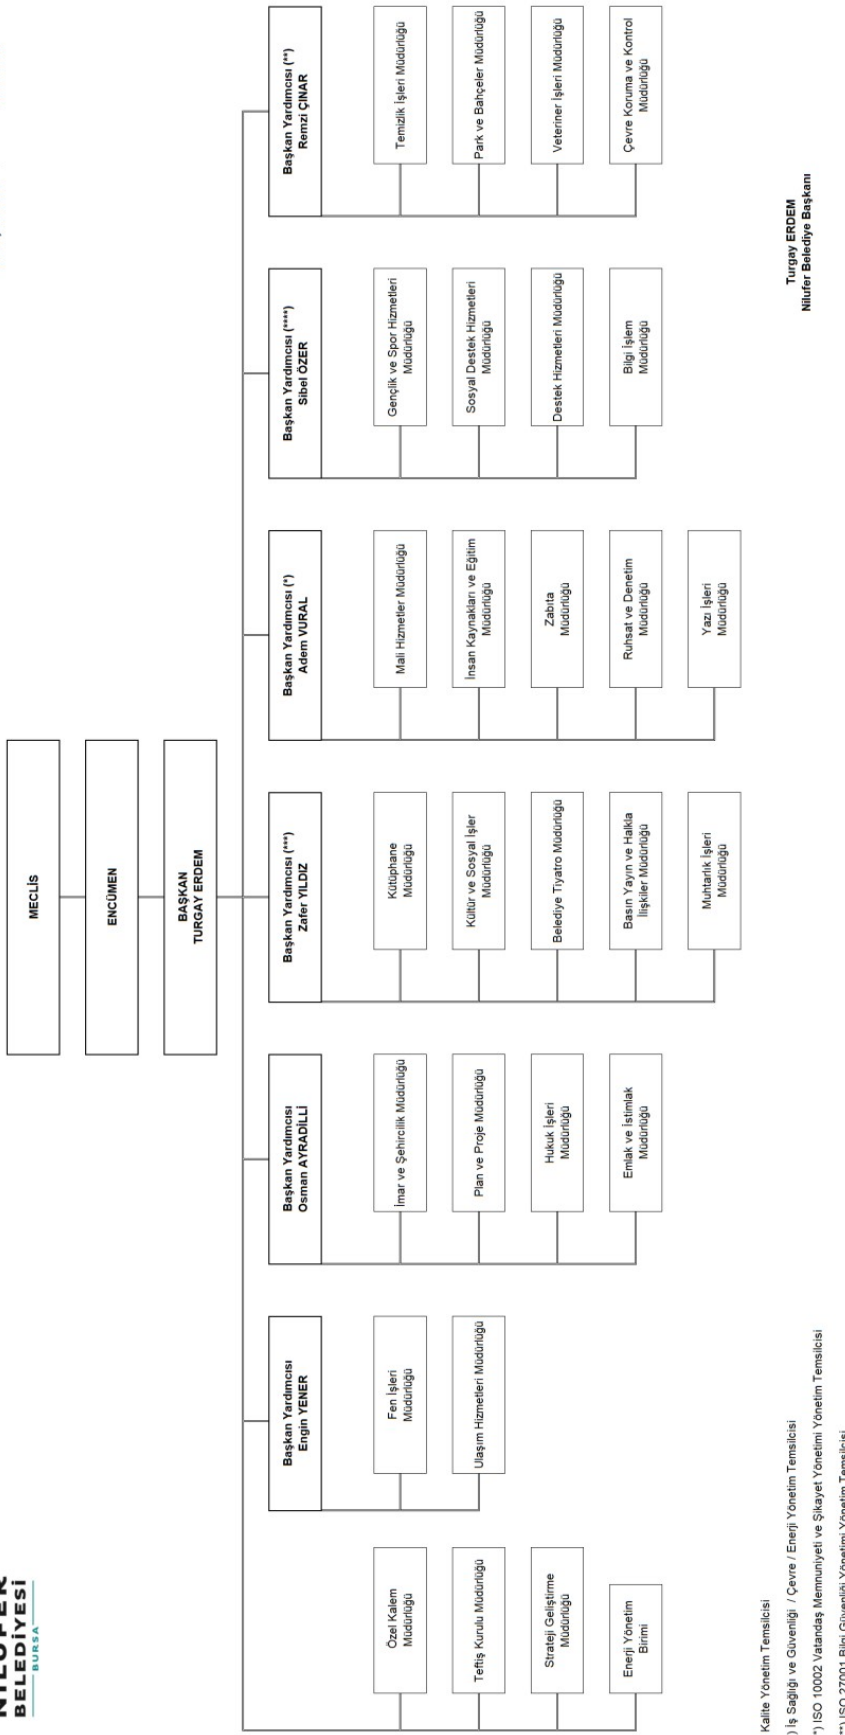 BELEDİYESİ
BURSA
MECLİS
ENCÜMEN
BAŞKAN
TURGAY ERDEM
Özel Kalem
Müdürlüğü
Teftiş Kurulu Müdürlüğü
Strateji Geliştirme
Müdürlüğü
Enerji Yönetim
Birimi
Başkan Yardımcısı
Engin YENER
Fen İşleri
Müdürlüğü
Ulaşım Hizmetleri Müdürlüğü
Başkan Yardımcısı
Osman AYRADİLLİ
İmar ve Şehircilik Müdürlüğü
Plan ve Proje Müdürlüğü
Hukuk İşleri
Müdürlüğü
Emlak ve İstimlak
Müdürlüğü
Başkan Yardımcısı (***)
Zafer YILDIZ
Kütüphane
Müdürlüğü
Kültür ve Sosyal İşler
Müdürlüğü
Belediye Tiyatro Müdürlüğü
Basın Yayın ve Halkla
İlişkiler Müdürlüğü
Muhtarlık İşleri
Müdürlüğü
Başkan Yardımcısı (*)
Adem VURAL
Mali Hizmetler Müdürlüğü
İnsan Kaynakları ve Eğitim
Müdürlüğü
Zabıta
Müdürlüğü
Ruhsat ve Denetim
Müdürlüğü
Yazı İşleri
Müdürlüğü
Başkan Yardımcısı (****)
Sibel ÖZER
Gençlik ve Spor Hizmetleri
Müdürlüğü
Sosyal Destek Hizmetleri
Müdürlüğü
Destek Hizmetleri Müdürlüğü
Bilgi İşlem
Müdürlüğü
Başkan Yardımcısı (**)
Remzi ÇINAR
Temizlik İşleri Müdürlüğü
Park ve Bahçeler Müdürlüğü
Veteriner İşleri Müdürlüğü
Çevre Koruma ve Kontrol
Müdürlüğü
Kalite Yönetim Temsilcisi
) İş Sağlığı ve Güvenliği / Çevre / Enerji Yönetim Temsilcisi
*) ISO 10002 Vatandaş Memnuniyeti ve Şikayet Yönetimi Yönetim Temsilcisi
**) ISO 27001 Bilgi Güvenliği Yönetimi Yönetim Temsilcisi
Turgay ERDEM
Nilüfer Belediye Başkanı